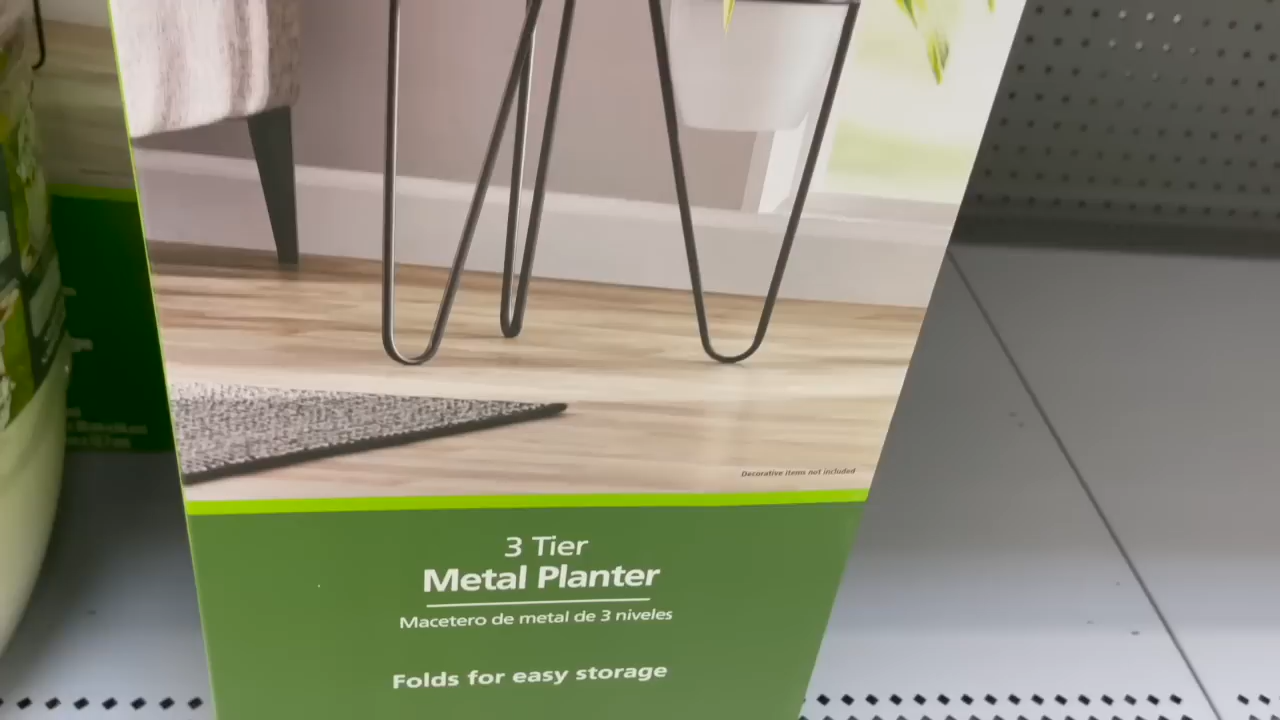 Decorative items not included
3 Tier
Metal Planter
Macetero de metal de 3 niveles
Folds for easy storage